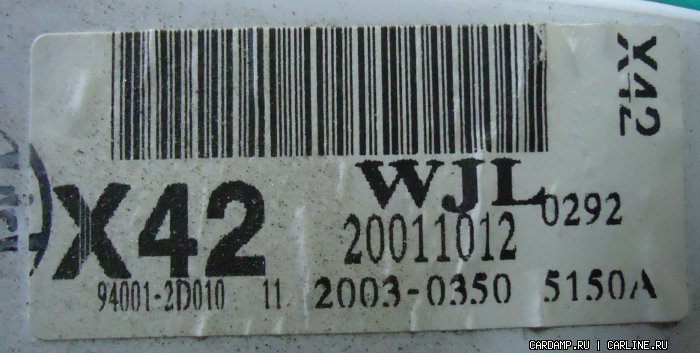 X42
WJL
X42
20011012 0292
94001-2D010 11 2003-0350 5150A
CARDAMP.RU | CARLINE.RU